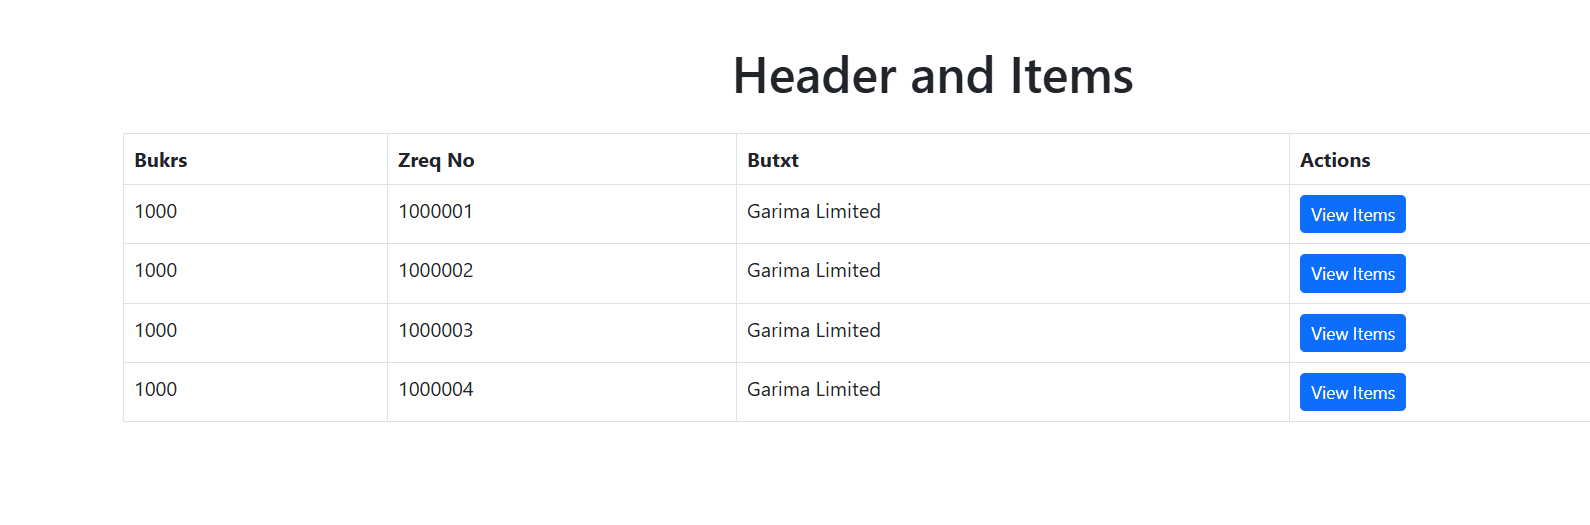 Header and Items
Bukrs Zreq No Butxt Actions
1000 1000001 Garima Limited View Items
1000 1000002 Garima Limited View Items
1000 1000003 Garima Limited View Items
1000 1000004 Garima Limited View Items